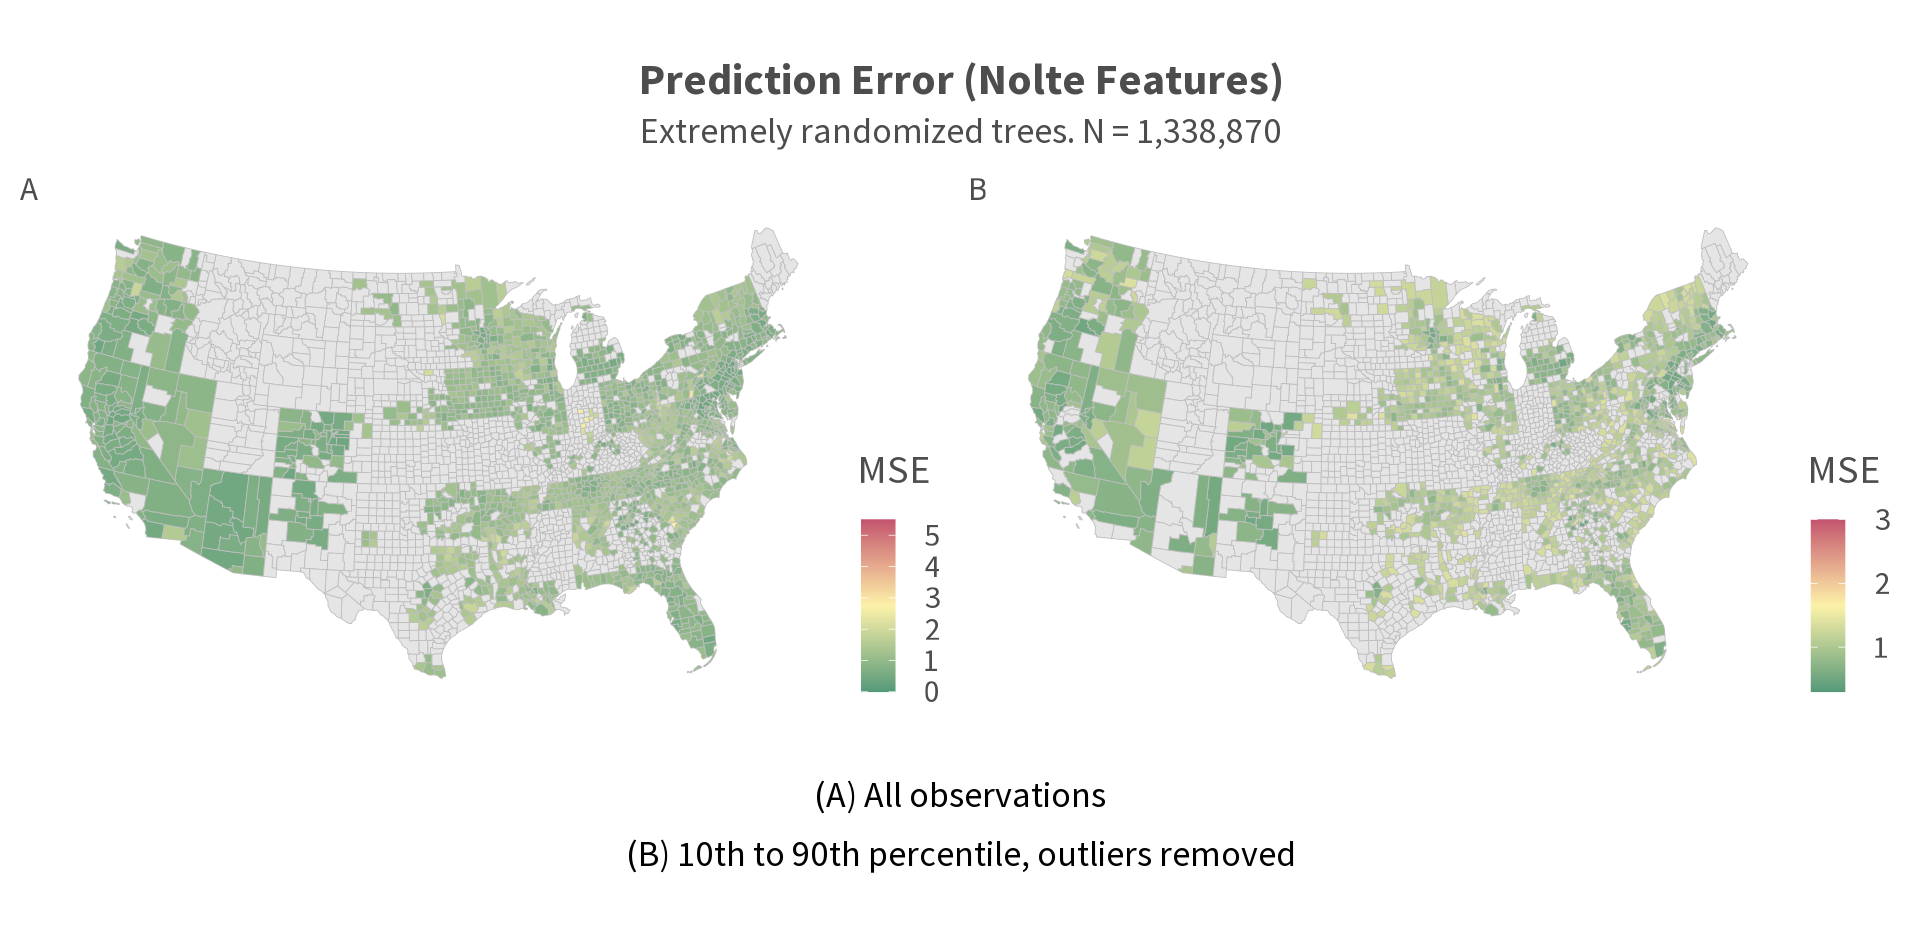 Prediction Error (Nolte Features)
Extremely randomized trees. N = 1,338,870
A
B
MSE
5
4
3
2
1
0
MSE
3
2
1
(A) All observations
(B) 10th to 90th percentile, outliers removed